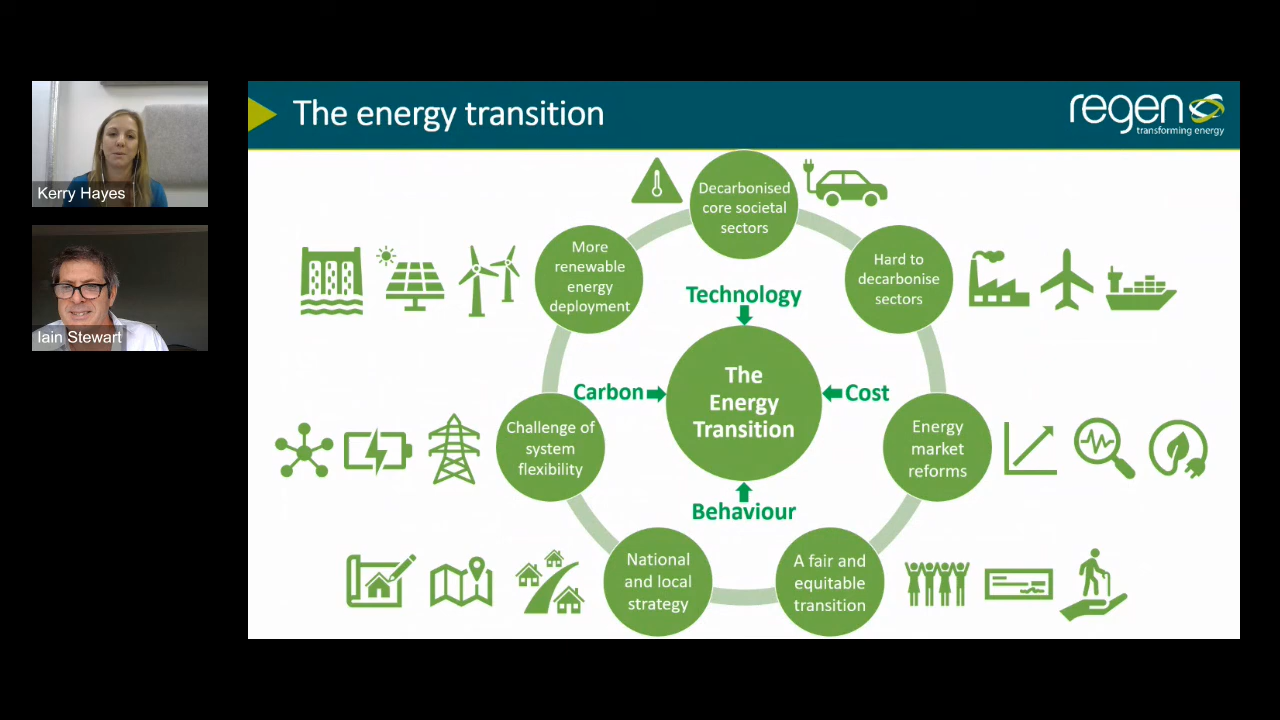 The energy transition
regen
transforming energy
Kerry Hayes
Iain Stewart
Decarbonised
core societal
sectors
Hard to
decarbonise
sectors
Energy
market
reforms
A fair and
equitable
transition
National
and local
strategy
Challenge of
system
flexibility
More
renewable
energy
deployment
Technology
Carbon
Cost
Behaviour
The
Energy
Transition